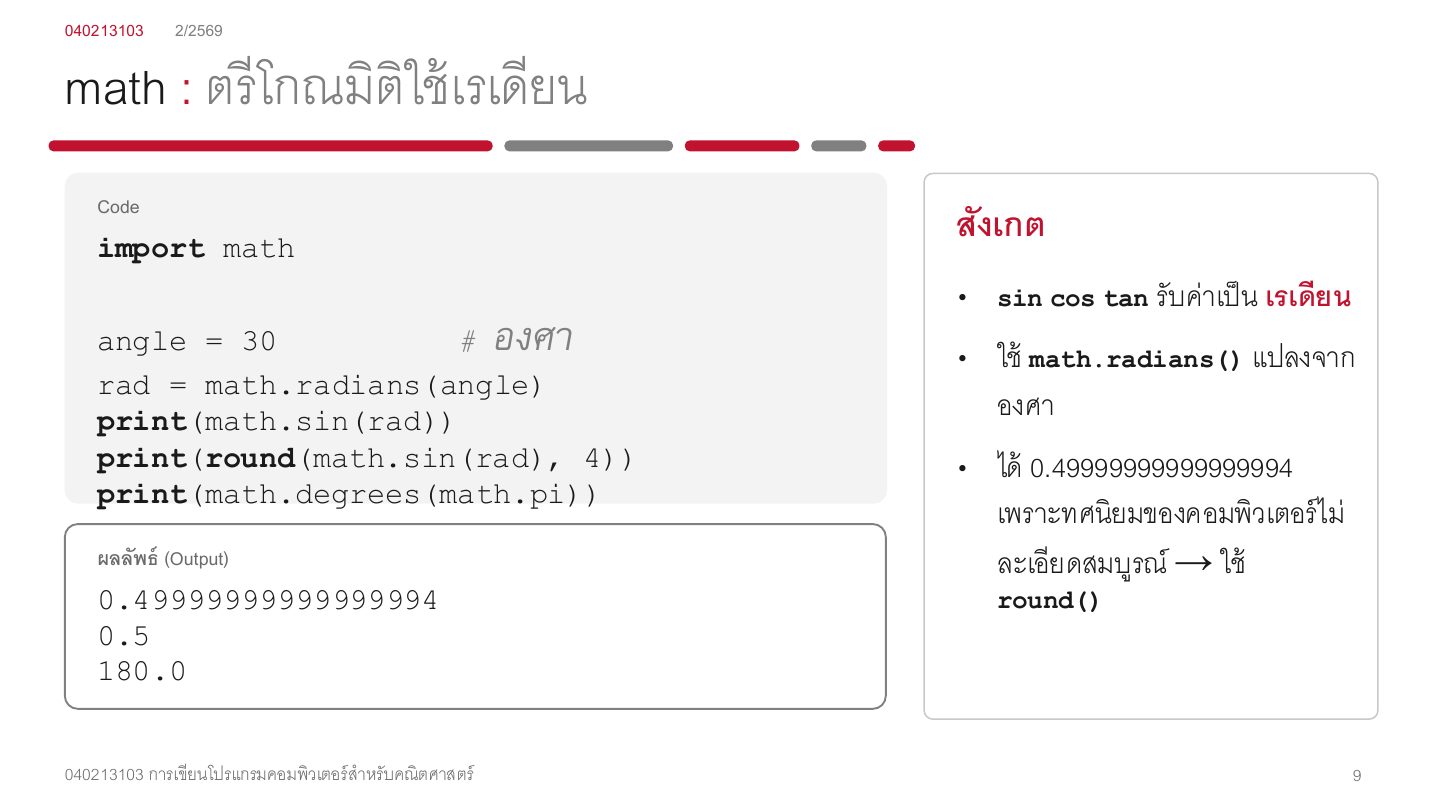 040213103 2/2569
math : ตรีโกณมิติใช้เรเดียน
Code
import math
angle = 30 # องศา
rad = math.radians(angle)
print(math.sin(rad))
print(round(math.sin(rad), 4))
print(math.degrees(math.pi))
ผลลัพธ์ (Output)
0.49999999999999994
0.5
180.0
สังเกต
• sin cos tan รับค่าเป็น เรเดียน
• ใช้ math.radians() แปลงจาก
องศา
• ได้ 0.49999999999999994
เพราะทศนิยมของคอมพิวเตอร์ไม่
ละเอียดสมบูรณ์ → ใช้
round()
040213103 การเขียนโปรแกรมคอมพิวเตอร์สำหรับคณิตศาสตร์ 9